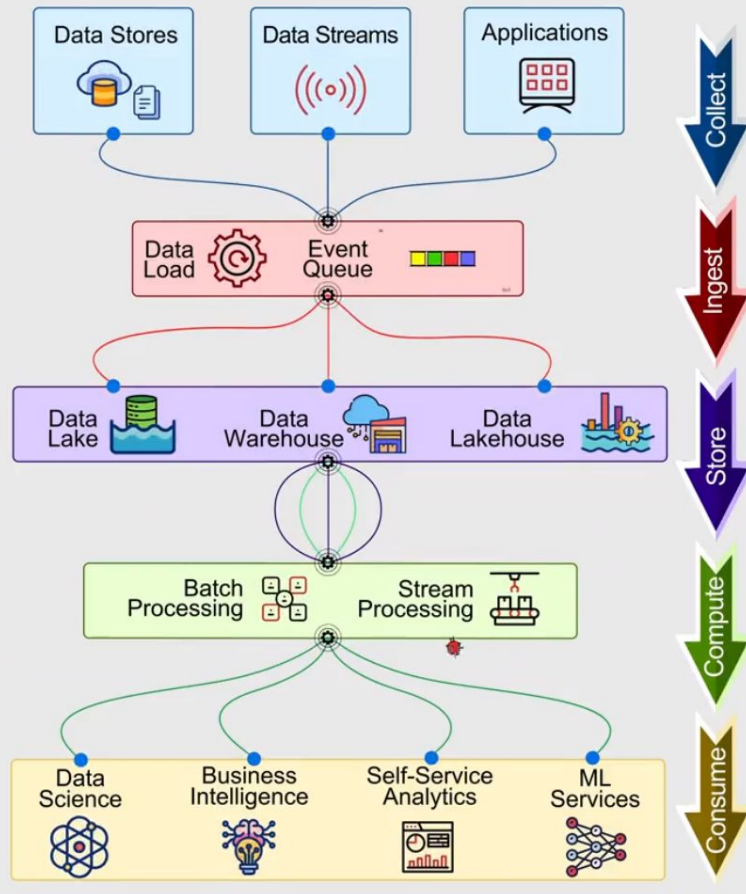 Data Stores
Data Streams
Applications
Collect
Data
Load
Event
Queue
Ingest
Data
Lake
Data
Warehouse
Data
Lakehouse
Store
Batch
Processing
Stream
Processing
Compute
Data
Science
Business
Intelligence
Self-Service
Analytics
ML
Services
Consume